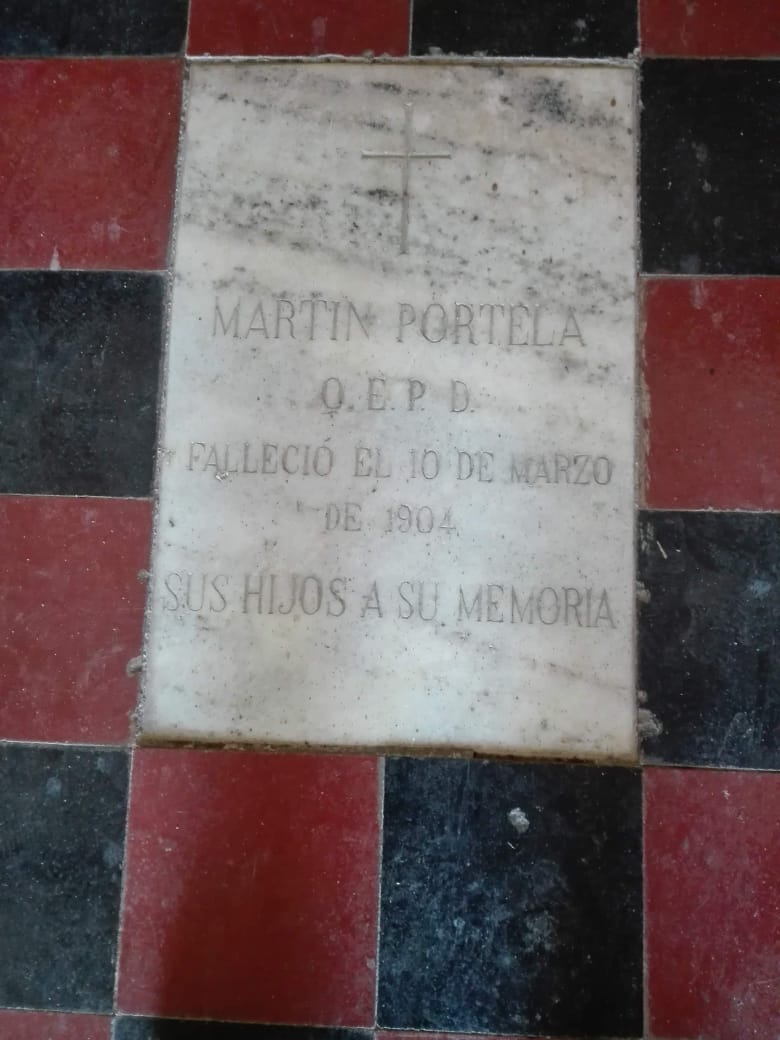 MARTIN PORTELA
Q. E. P. D.
FALLECIÓ EL 10 DE MARZO
DE 1904
SUS HIJOS A SU MEMORIA